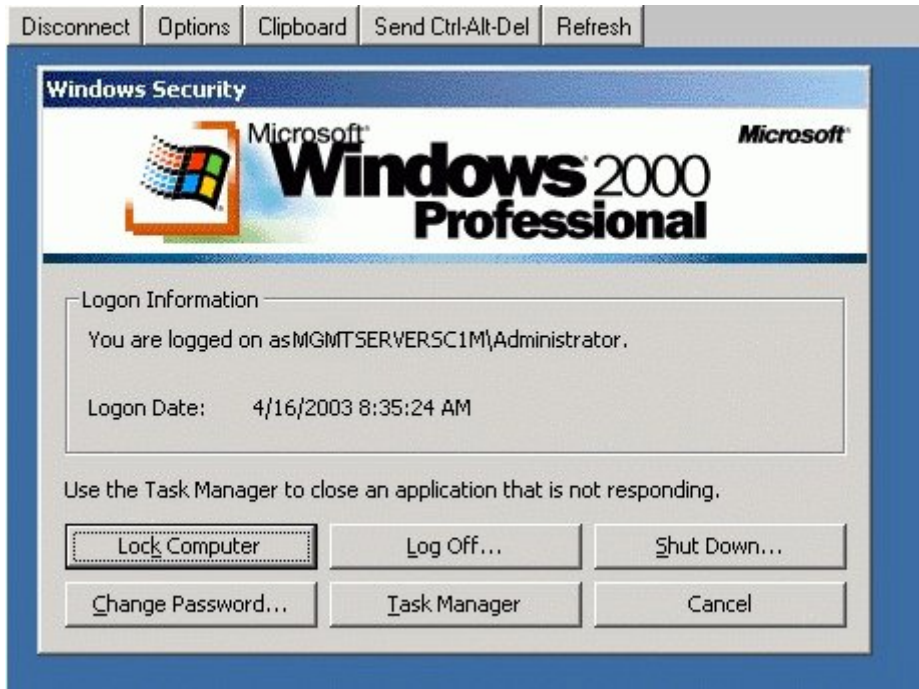 Disconnect Options Clipboard Send Ctrl-Alt-Del Refresh
Windows Security
Microsoft
Microsoft
Windows 2000
Professional
Logon Information
You are logged on asMGMTSERVERSC1M\Administrator.
Logon Date: 4/16/2003 8:35:24 AM
Use the Task Manager to close an application that is not responding.
Lock Computer Log Off... Shut Down...
Change Password... Task Manager Cancel